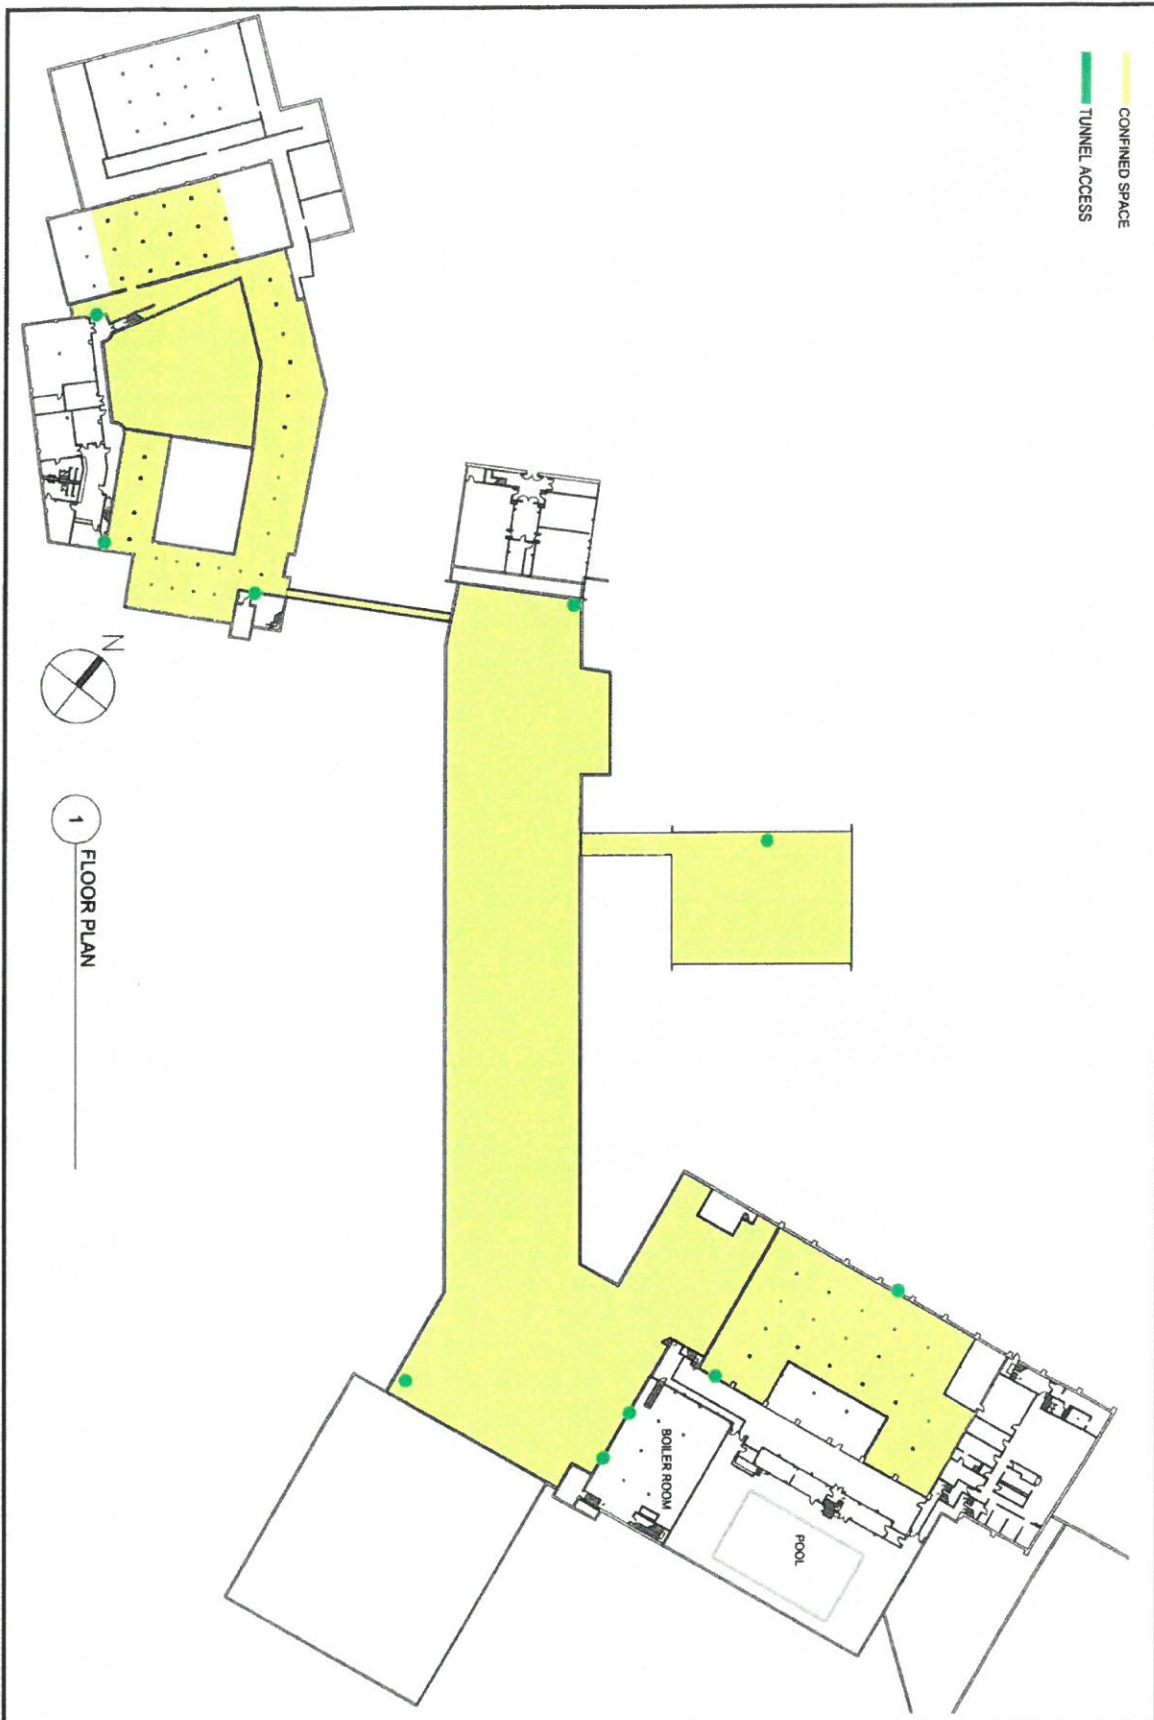 CONFINED SPACE
TUNNEL ACCESS
N
1
FLOOR PLAN
BOILER ROOM
POOL